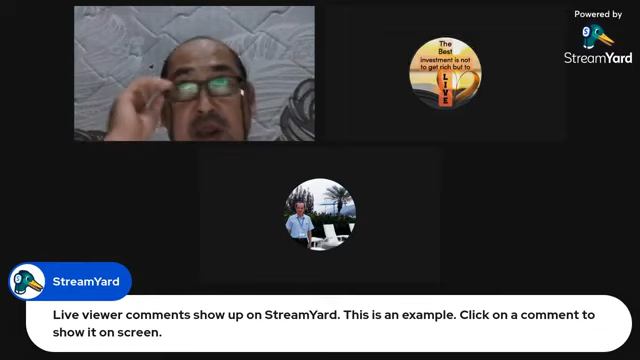 Powered by
StreamYard
The
Best
investment is not
to get rich but to
LIVE
StreamYard
Live viewer comments show up on StreamYard. This is an example. Click on a comment to
show it on screen.